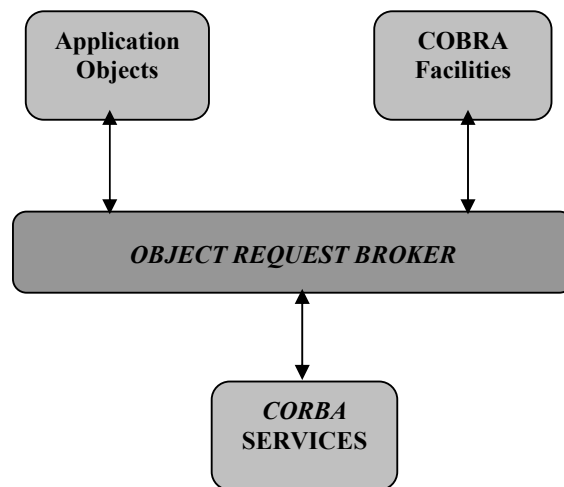 Application
Objects
COBRA
Facilities
OBJECT REQUEST BROKER
CORBA
SERVICES